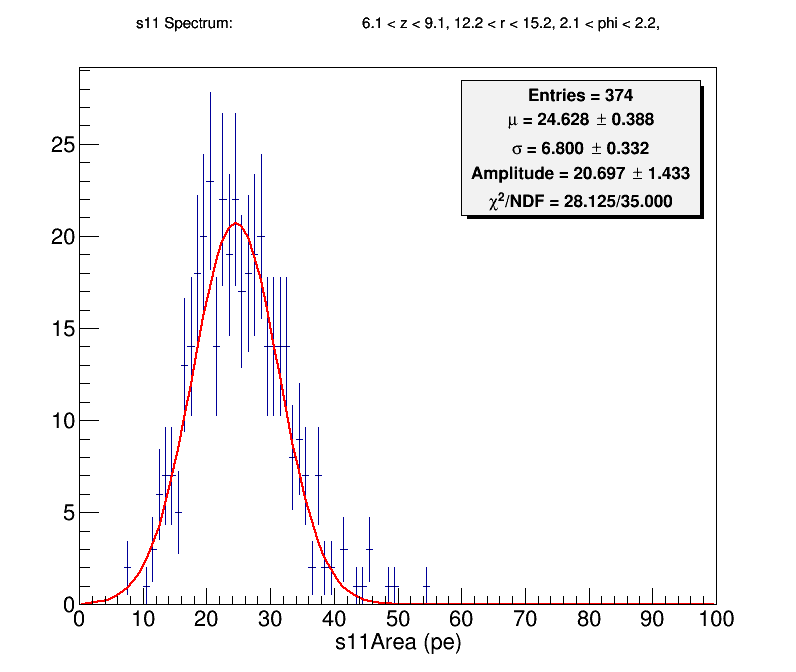 s11 Spectrum: 6.1 < z < 9.1, 12.2 < r < 15.2, 2.1 < phi < 2.2,
Entries = 374
μ = 24.628 ± 0.388
σ = 6.800 ± 0.332
Amplitude = 20.697 ± 1.433
χ²/NDF = 28.125/35.000
25
20
15
10
5
0
0 10 20 30 40 50 60 70 80 90 100
s11Area (pe)